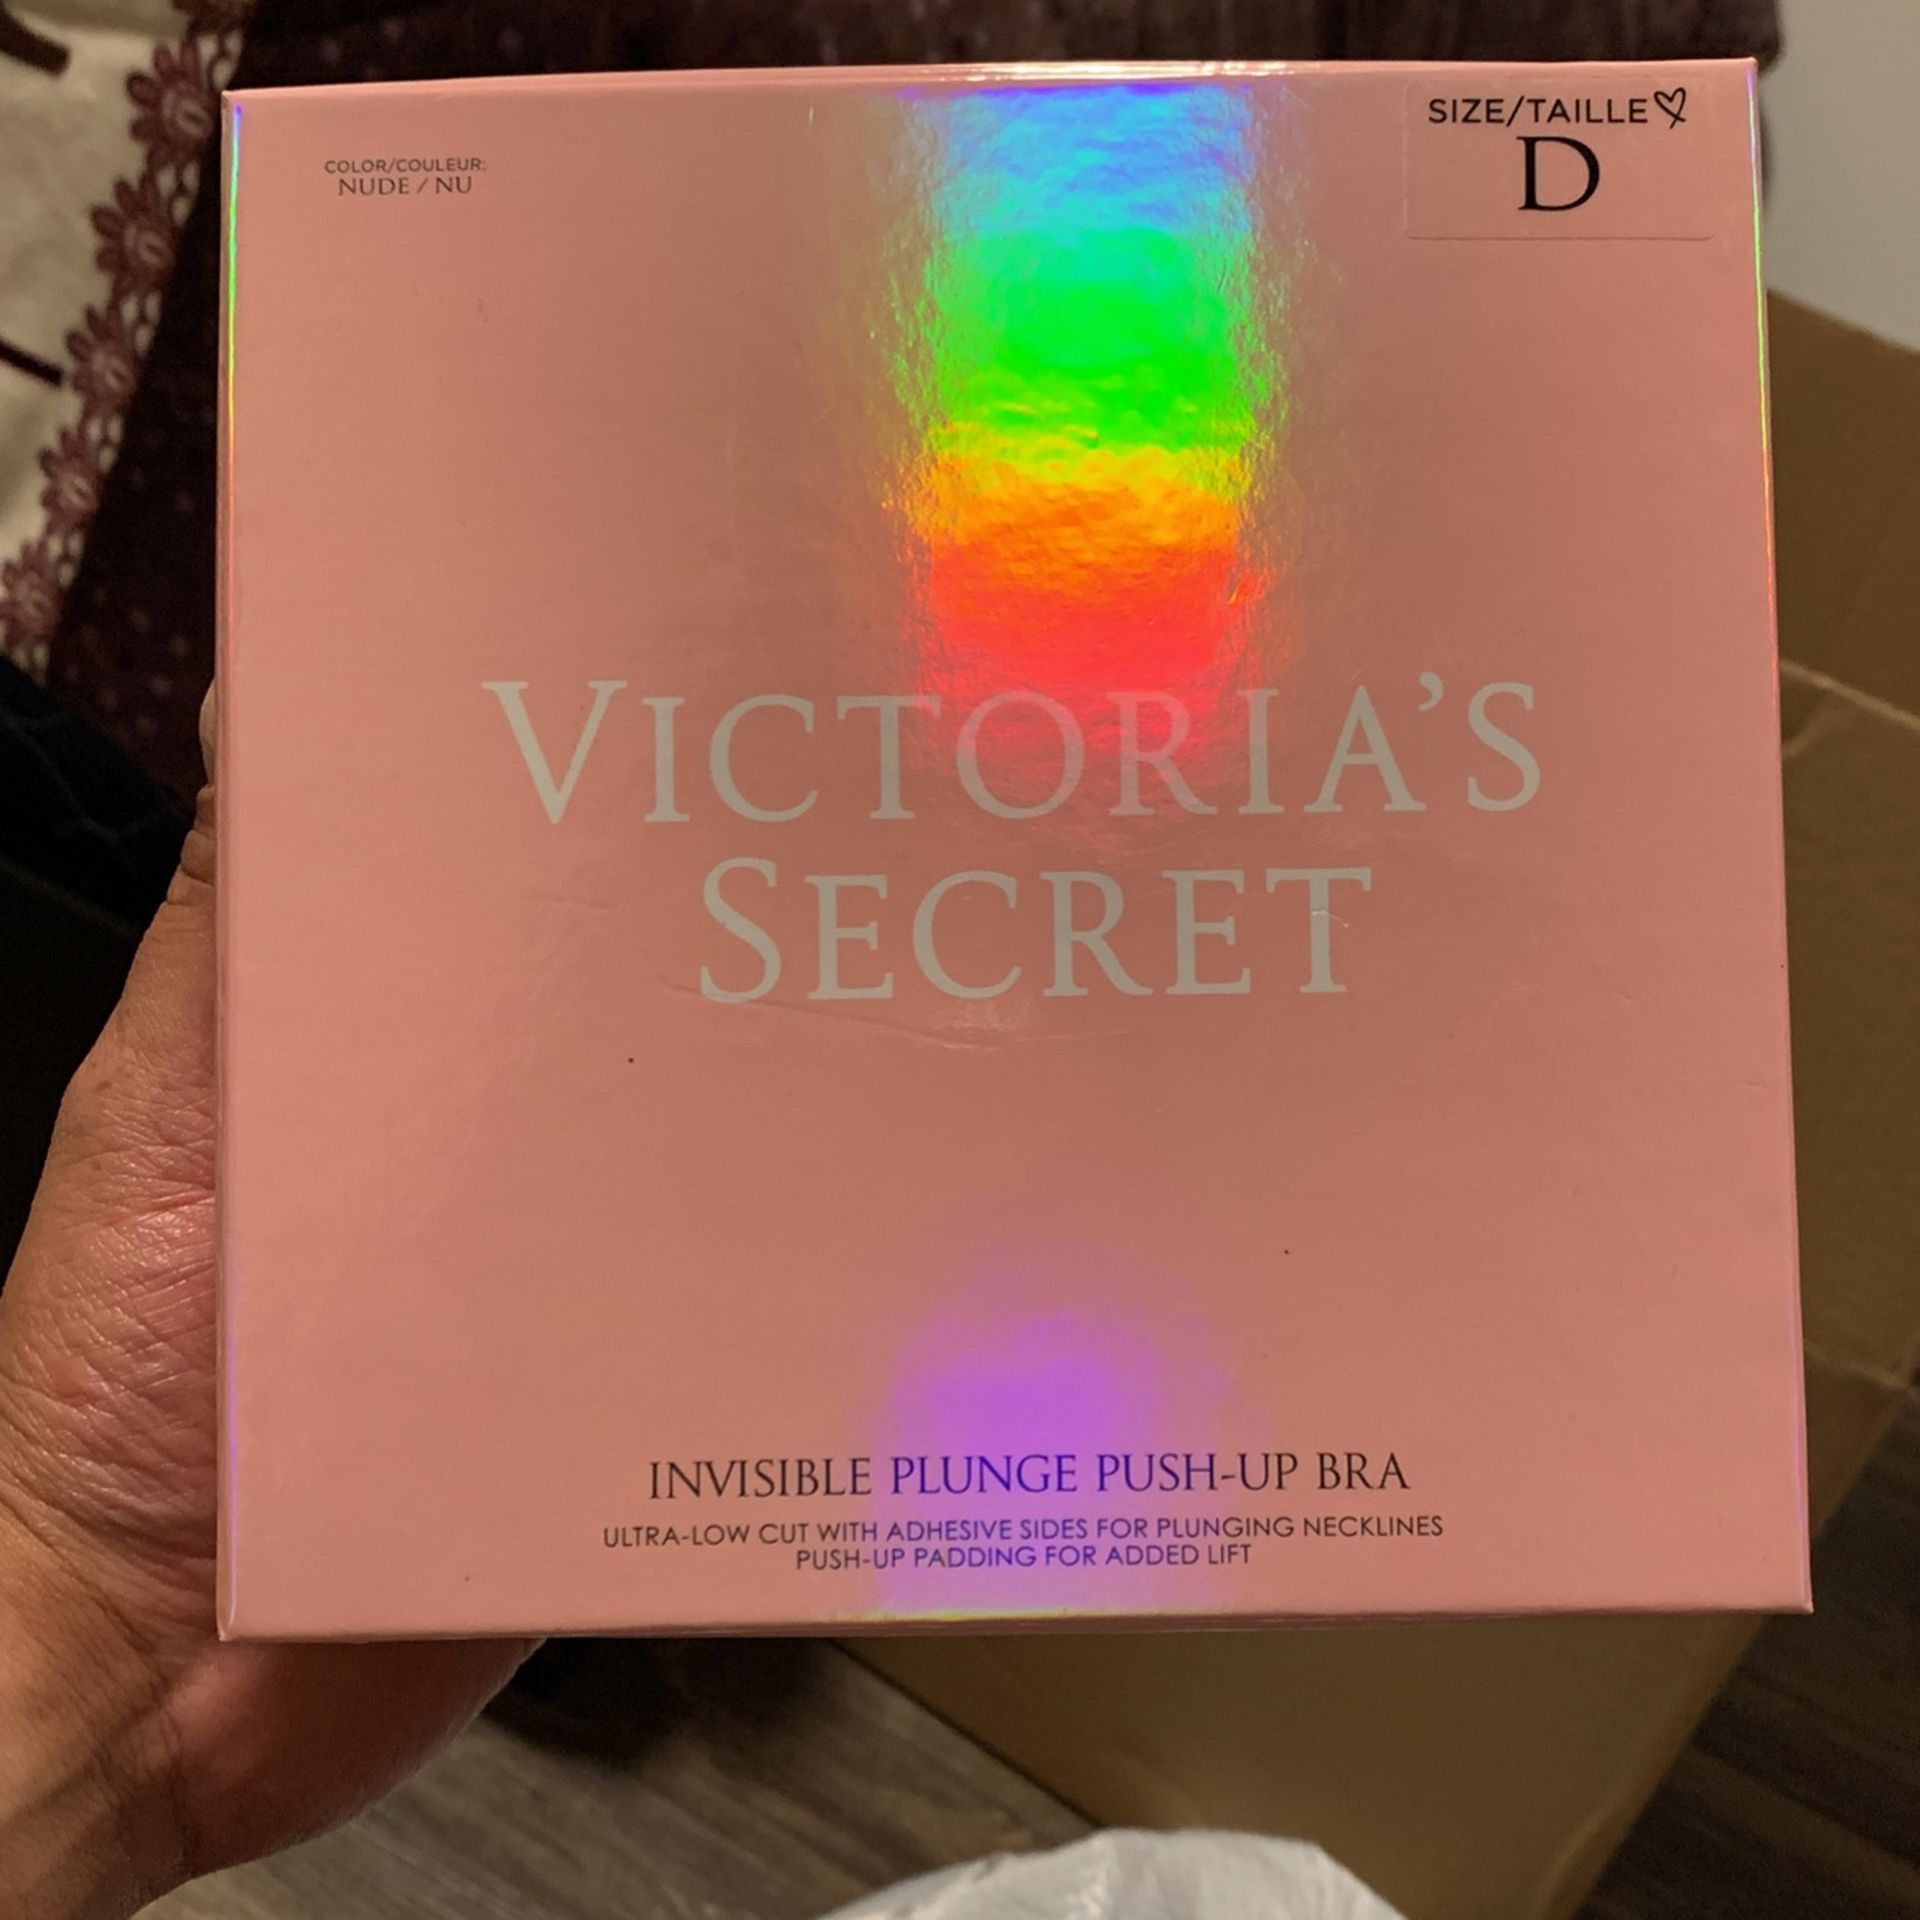 COLOR/COULEUR:
NUDE / NU
SIZE/TAILLE
D
VICTORIA'S
SECRET
INVISIBLE PLUNGE PUSH-UP BRA
ULTRA-LOW CUT WITH ADHESIVE SIDES FOR PLUNGING NECKLINES
PUSH-UP PADDING FOR ADDED LIFT